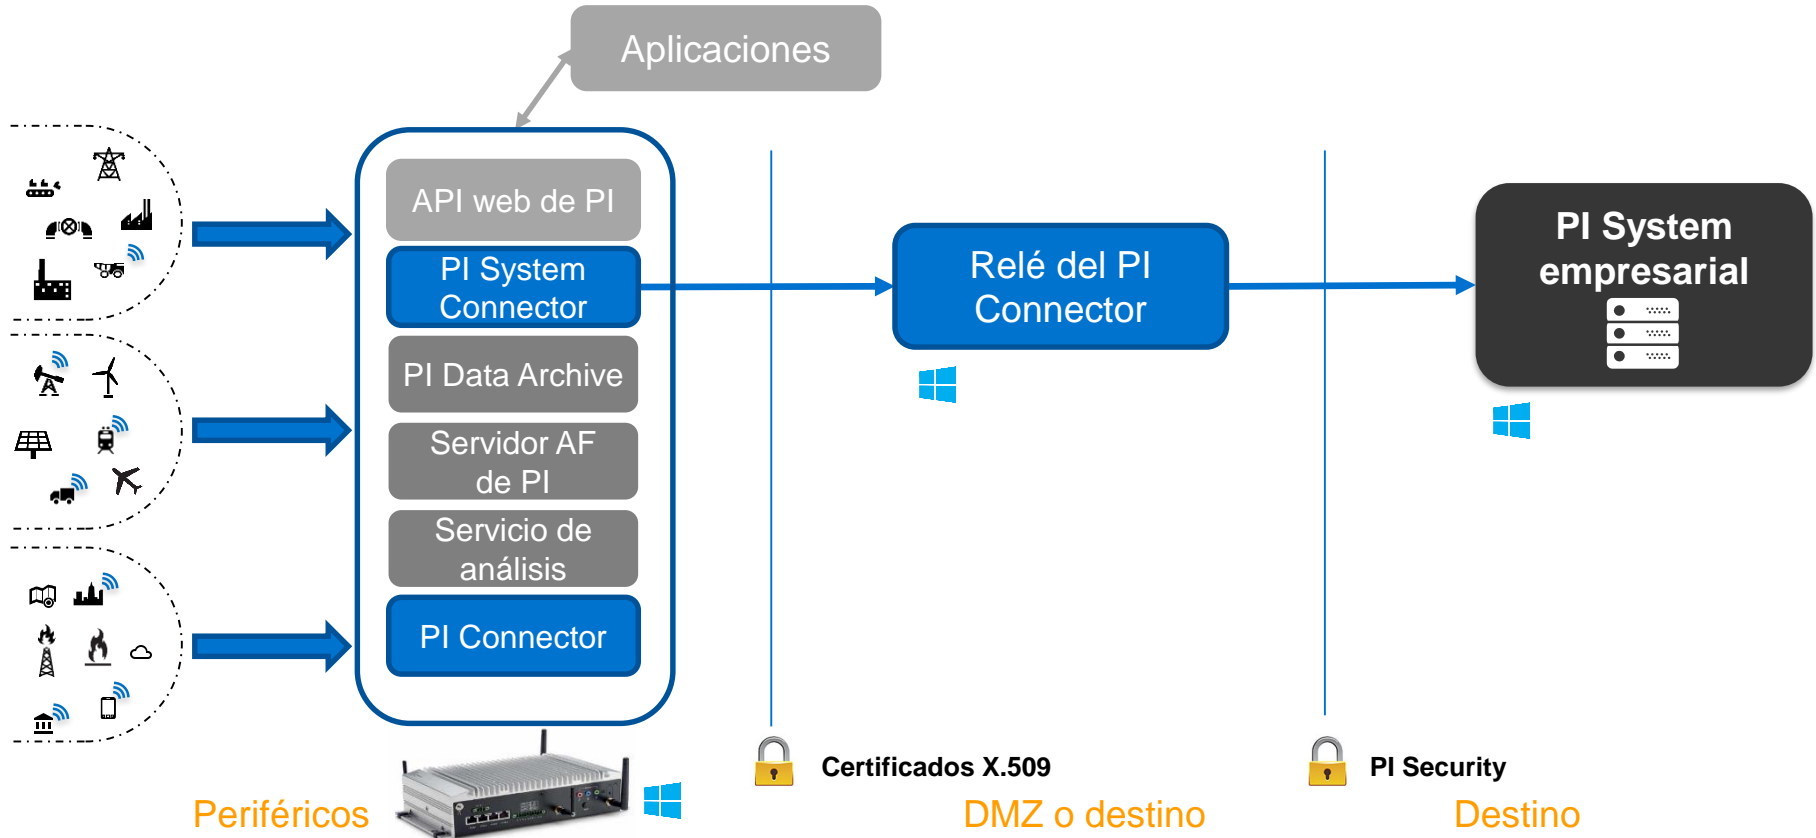 Aplicaciones
API web de PI
PI System
Connector
PI Data Archive
Servidor AF
de PI
Servicio de
análisis
PI Connector
Relé del PI
Connector
PI System
empresarial
Certificados X.509
PI Security
Periféricos
DMZ o destino
Destino